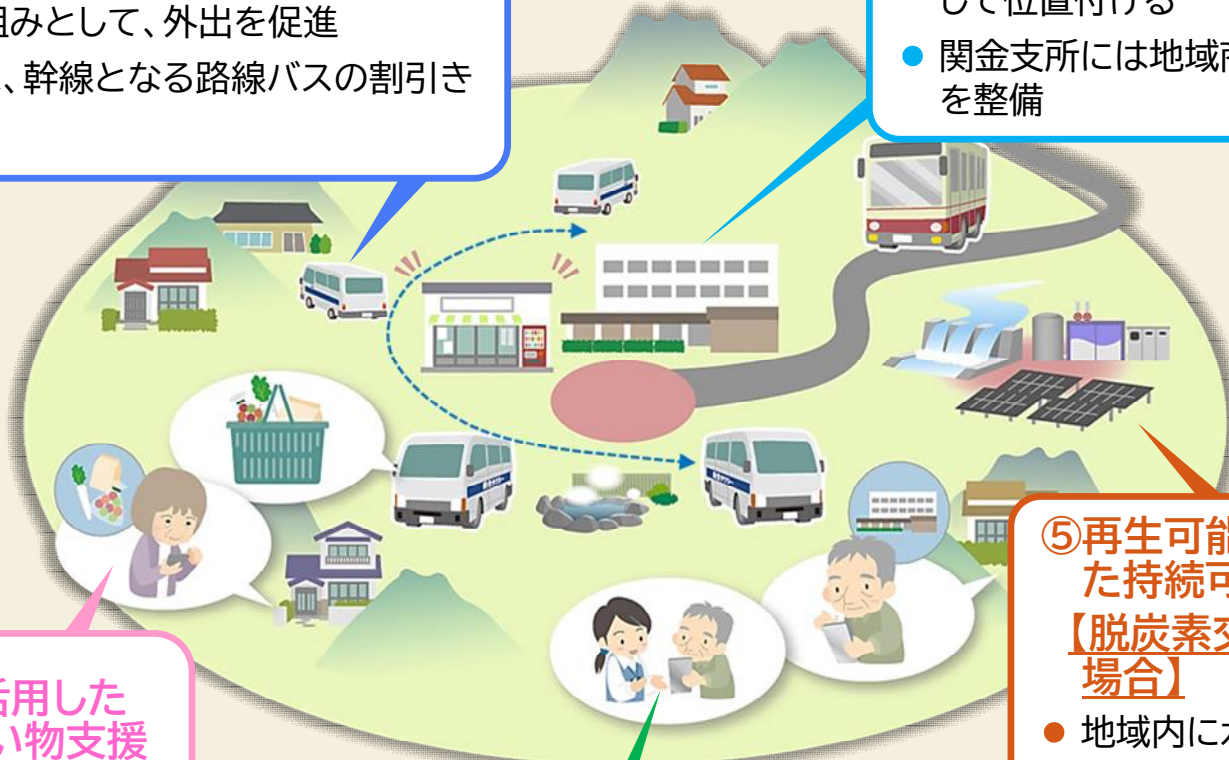 組みとして、外出を促進
、幹線となる路線バスの割引き
して位置付ける
● 関金支所には地域商
を整備
活用した
い物支援
⑤再生可能
た持続可
【脱炭素交
場合】
● 地域内に